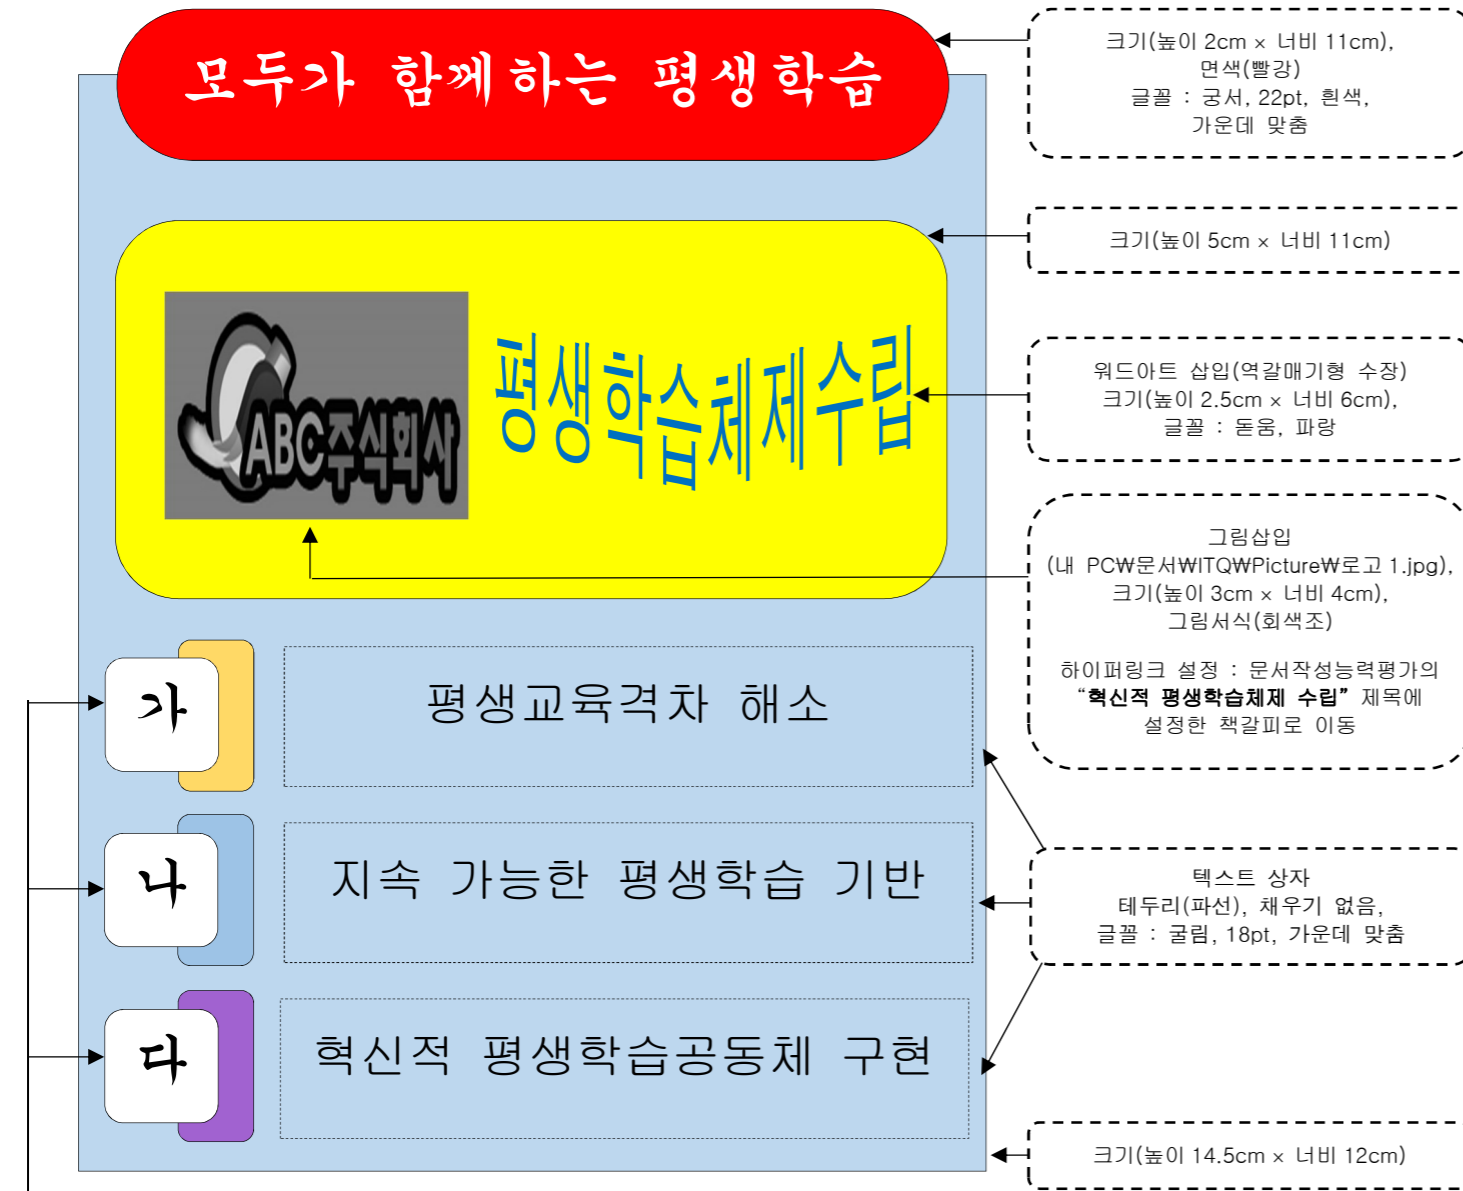 모두가 함께하는 평생학습
크기(높이 2cm × 너비 11cm),
면색(빨강)
글꼴 : 궁서, 22pt, 흰색,
가운데 맞춤
크기(높이 5cm × 너비 11cm)
ABC주식회사
평생학습체제수립
워드아트 삽입(역갈매기형 수장)
크기(높이 2.5cm × 너비 6cm),
글꼴 : 돋움, 파랑
그림삽입
(내 PC₩문서₩ITQ₩Picture₩로고1.jpg),
크기(높이 3cm × 너비 4cm),
그림서식(회색조)
하이퍼링크 설정 : 문서작성능력평가의
“혁신적 평생학습체제 수립” 제목에
설정한 책갈피로 이동
가
평생교육격차 해소
나
지속 가능한 평생학습 기반
텍스트 상자
테두리(파선), 채우기 없음,
글꼴 : 굴림, 18pt, 가운데 맞춤
다
혁신적 평생학습공동체 구현
크기(높이 14.5cm × 너비 12cm)